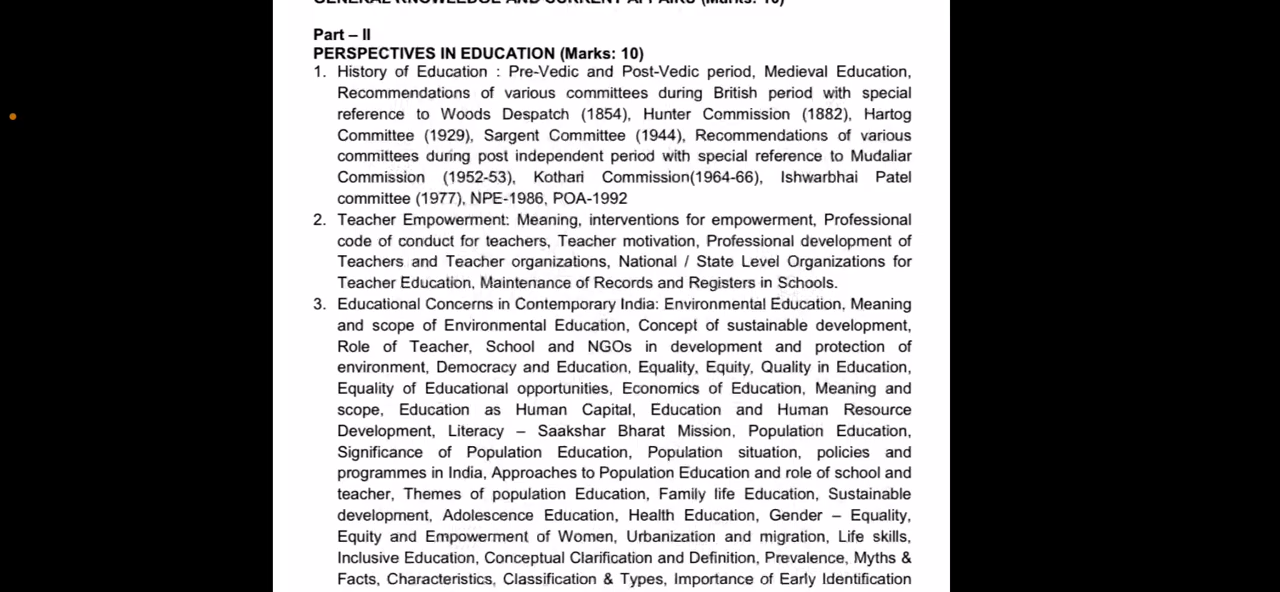 GENERAL KNOWLEDGE AND CURRENT AFFAIRS (Marks: 10)
Part – II
PERSPECTIVES IN EDUCATION (Marks: 10)
1. History of Education : Pre-Vedic and Post-Vedic period, Medieval Education,
Recommendations of various committees during British period with special
reference to Woods Despatch (1854), Hunter Commission (1882), Hartog
Committee (1929), Sargent Committee (1944), Recommendations of various
committees during post independent period with special reference to Mudaliar
Commission (1952-53), Kothari Commission(1964-66), Ishwarbhai Patel
committee (1977), NPE-1986, POA-1992
2. Teacher Empowerment: Meaning, interventions for empowerment, Professional
code of conduct for teachers, Teacher motivation, Professional development of
Teachers and Teacher organizations, National / State Level Organizations for
Teacher Education, Maintenance of Records and Registers in Schools.
3. Educational Concerns in Contemporary India: Environmental Education, Meaning
and scope of Environmental Education, Concept of sustainable development,
Role of Teacher, School and NGOs in development and protection of
environment, Democracy and Education, Equality, Equity, Quality in Education,
Equality of Educational opportunities, Economics of Education, Meaning and
scope, Education as Human Capital, Education and Human Resource
Development, Literacy – Saakshar Bharat Mission, Population Education,
Significance of Population Education, Population situation, policies and
programmes in India, Approaches to Population Education and role of school and
teacher, Themes of population Education, Family life Education, Sustainable
development, Adolescence Education, Health Education, Gender – Equality,
Equity and Empowerment of Women, Urbanization and migration, Life skills,
Inclusive Education, Conceptual Clarification and Definition, Prevalence, Myths &
Facts, Characteristics, Classification & Types, Importance of Early Identification